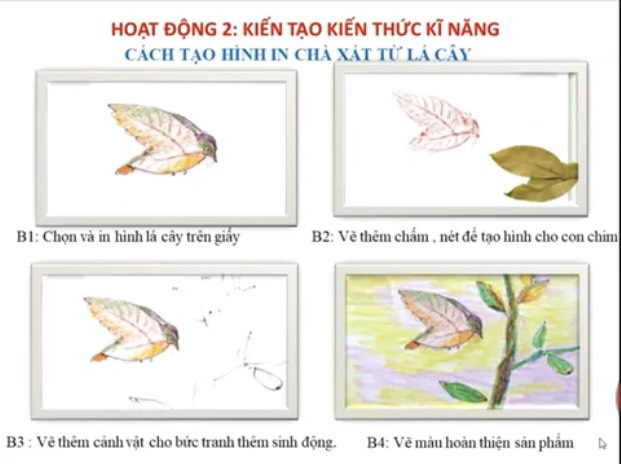 HOẠT ĐỘNG 2: KIẾN TẠO KIẾN THỨC KĨ NĂNG
CÁCH TẠO HÌNH IN CHÀ XÁT TỪ LÁ CÂY
B1: Chọn và in hình lá cây trên giấy
B2: Vẽ thêm chấm , nét để tạo hình cho con chim
B3 : Vẽ thêm cảnh vật cho bức tranh thêm sinh động.
B4: Vẽ màu hoàn thiện sản phẩm